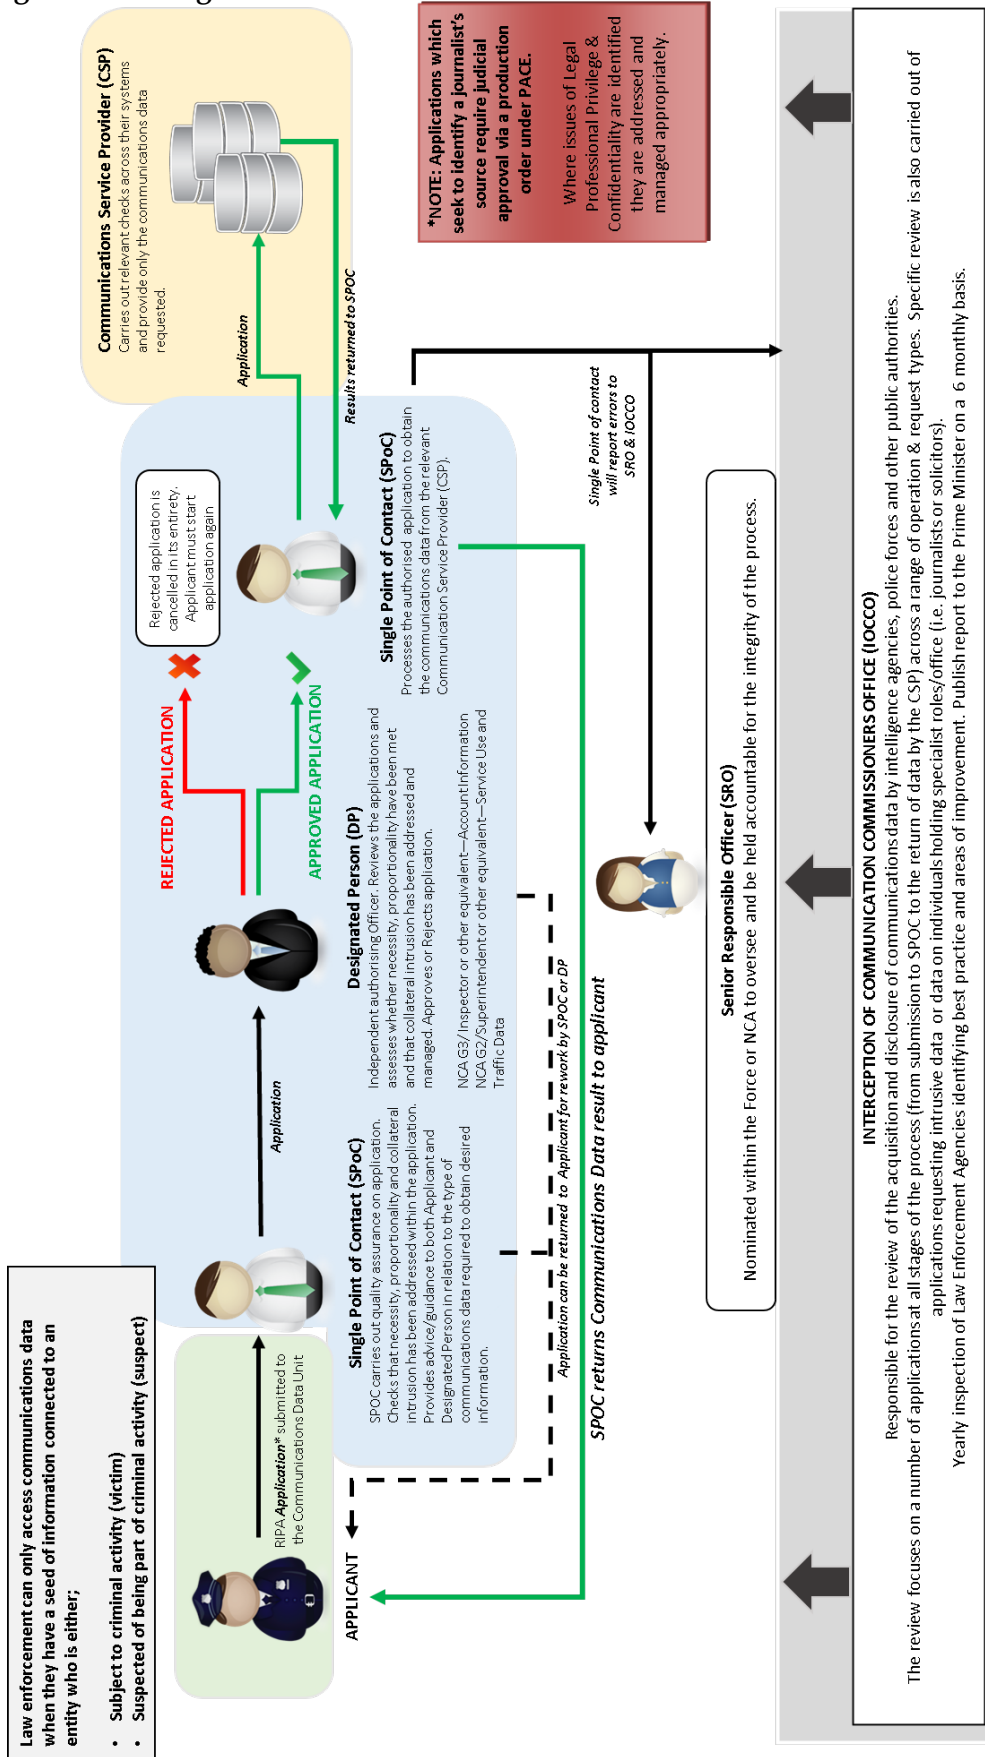 Law enforcement can only access communications data
when they have a seed of information connected to an
entity who is either;
• Subject to criminal activity (victim)
• Suspected of being part of criminal activity (suspect)
RIPA Application* submitted to
the Communications Data Unit
APPLICANT
Single Point of Contact (SPoC)
SPOC carries out quality assurance on application.
Checks that necessity, proportionality and collateral
intrusion has been addressed within the application.
Provides advice/guidance to both Applicant and
Designated Person in relation to the type of
communications data required to obtain desired
information.
Application
Designated Person (DP)
Independent authorising Officer. Reviews the applications and
assesses whether necessity, proportionality have been met
and that collateral intrusion has been addressed and
managed. Approves or Rejects application.
NCA G3/ Inspector or other equivalent—Account Information
NCA G2/Superintendent or other equivalent—Service Use and
Traffic Data
REJECTED APPLICATION
APPROVED APPLICATION
Rejected application is
cancelled in its entirety.
Applicant must start
application again
Single Point of Contact (SPoC)
Processes the authorised application to obtain
the communications data from the relevant
Communication Service Provider (CSP).
Application
Results returned to SPOC
Communications Service Provider (CSP)
Carries out relevant checks across their systems
and provide only the communications data
requested.
*NOTE: Applications which
seek to identify a journalist's
source require judicial
approval via a production
order under PACE.
Where issues of Legal
Professional Privilege &
Confidentiality are identified
they are addressed and
managed appropriately.
Application can be returned to Applicant for rework by SPOC or DP
SPOC returns Communications Data result to applicant
Single Point of contact
will report errors to
SRO & IOCCO
Senior Responsible Officer (SRO)
Nominated within the Force or NCA to oversee and be held accountable for the integrity of the process.
INTERCEPTION OF COMMUNICATION COMMISSIONERS OFFICE (IOCCO)
Responsible for the review of the acquisition and disclosure of communications data by intelligence agencies, police forces and other public authorities.
The review focuses on a number of applications at all stages of the process (from submission to SPOC to the return of data by the CSP) across a range of operation & request types. Specific review is also carried out of
applications requesting intrusive data or data on individuals holding specialist roles/office (i.e. journalists or solicitors).
Yearly inspection of Law Enforcement Agencies identifying best practice and areas of improvement. Publish report to the Prime Minister on a 6 monthly basis.